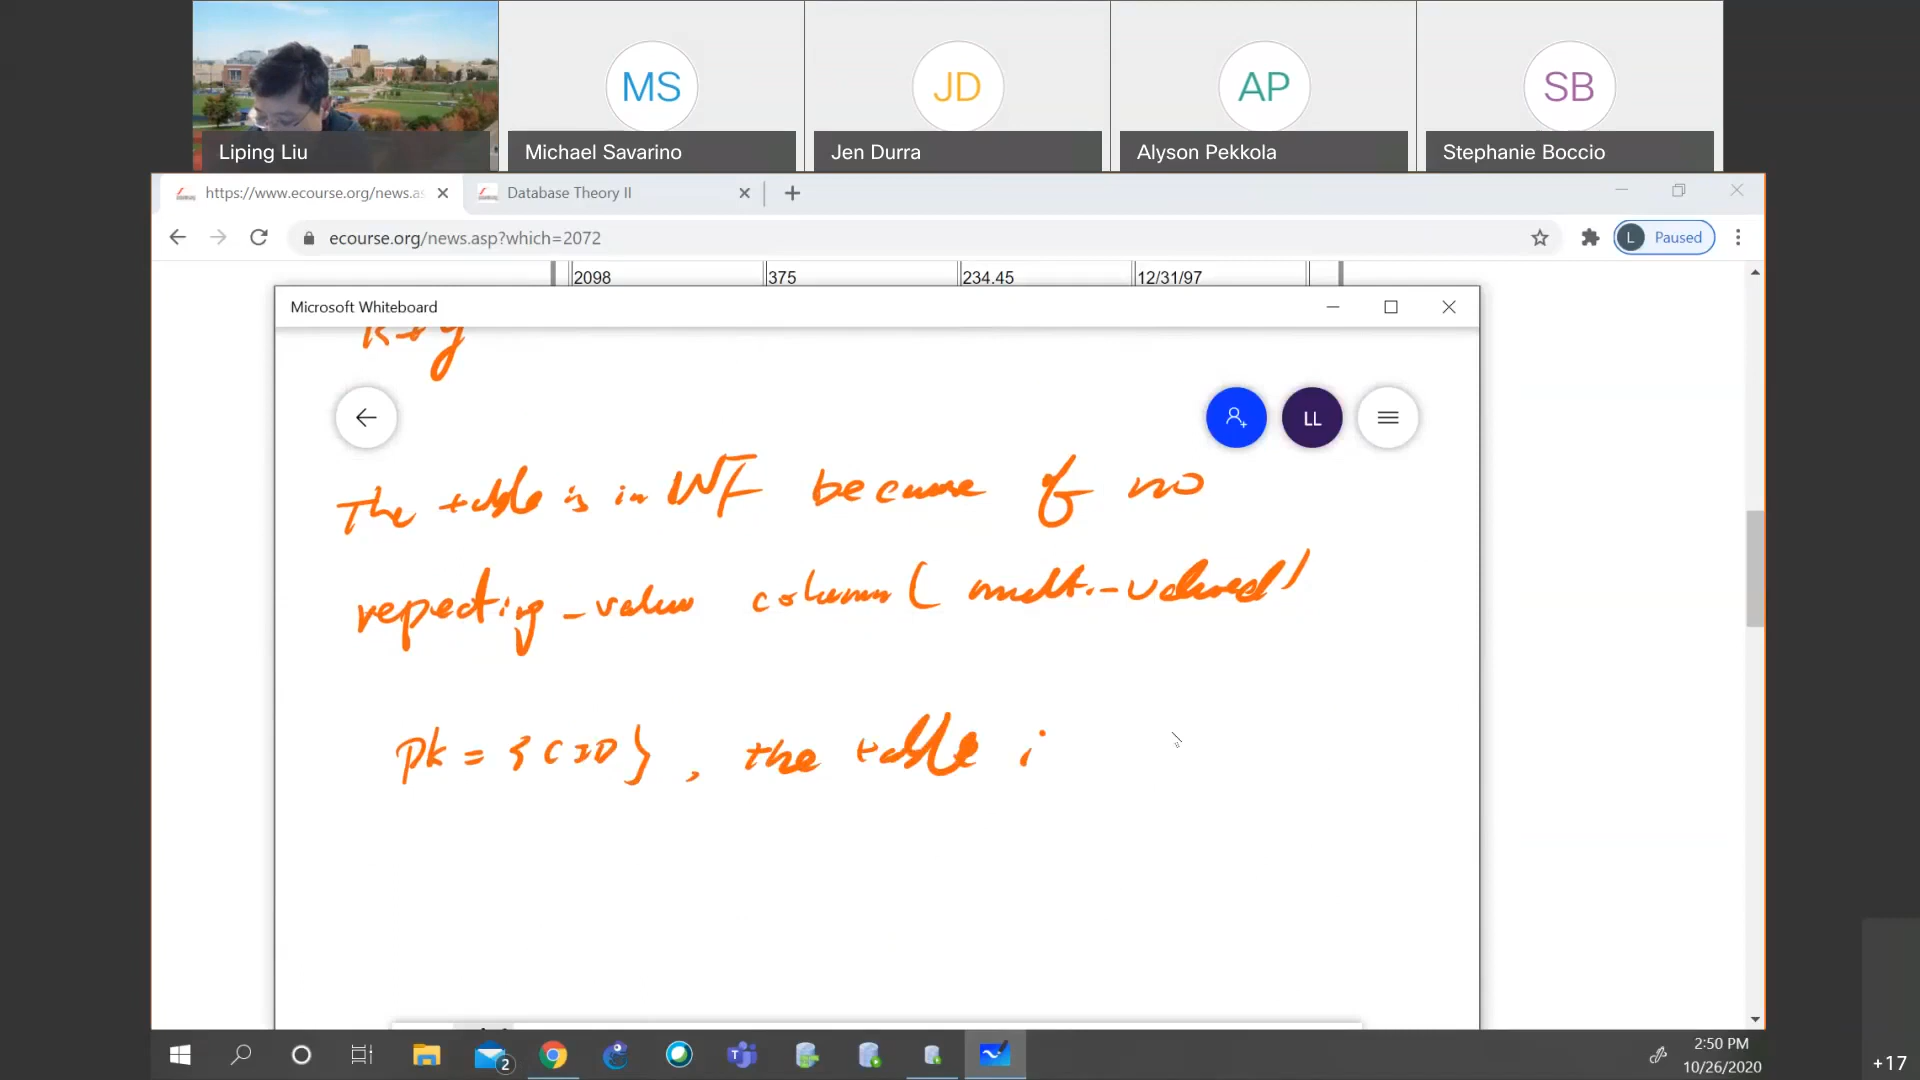 MS
JD
AP
SB
Liping Liu
Michael Savarino
Jen Durra
Alyson Pekkola
Stephanie Boccio
https://www.ecourse.org/news.as
Database Theory II
ecourse.org/news.asp?which=2072
L Paused
2098 375 234.45 12/31/97
Microsoft Whiteboard
Key
LL
The table is in 1NF because of no
repeating-value column (multi-valued)
PK = {CID}, the table i
2
2:50 PM
10/26/2020
+17